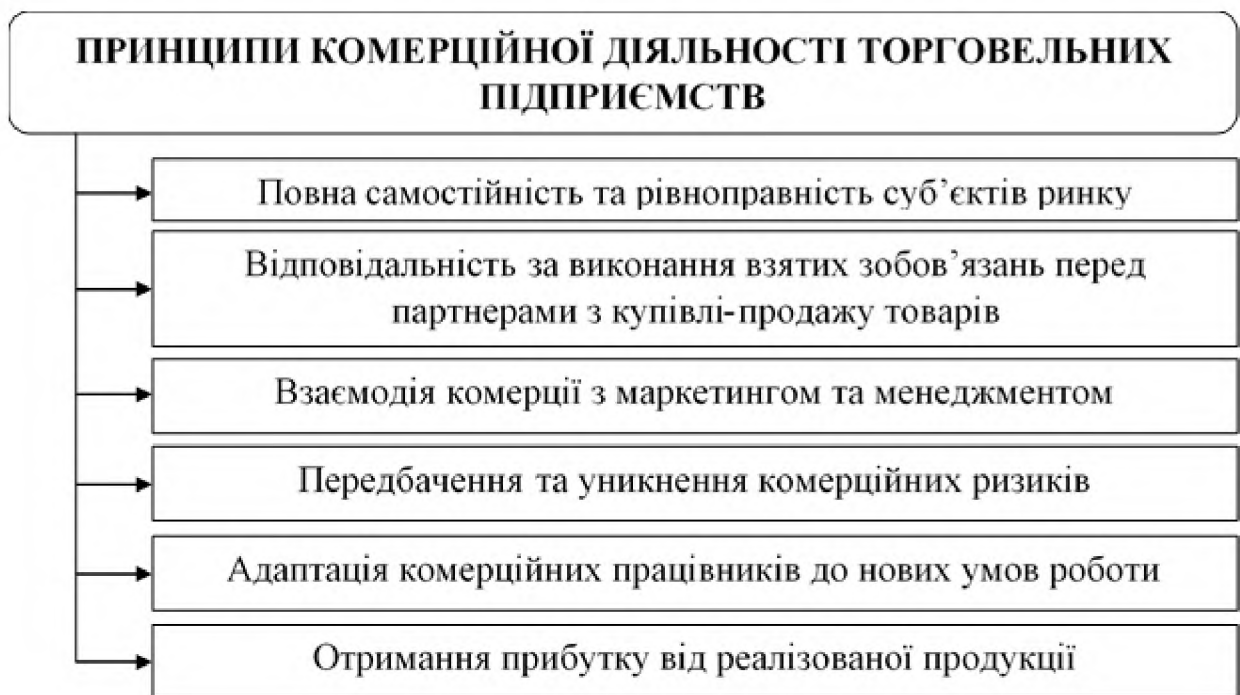 ПРИНЦИПИ КОМЕРЦІЙНОЇ ДІЯЛЬНОСТІ ТОРГОВЕЛЬНИХ
ПІДПРИЄМСТВ
Повна самостійність та рівноправність суб’єктів ринку
Відповідальність за виконання взятих зобов’язань перед
партнерами з купівлі-продажу товарів
Взаємодія комерції з маркетингом та менеджментом
Передбачення та уникнення комерційних ризиків
Адаптація комерційних працівників до нових умов роботи
Отримання прибутку від реалізованої продукції